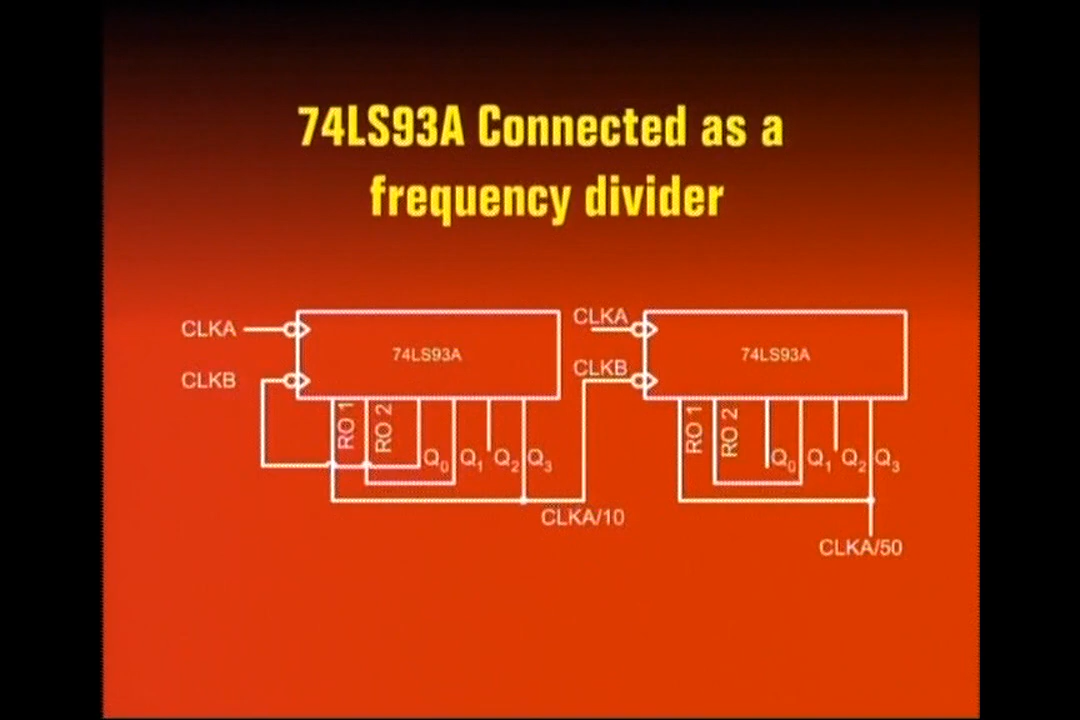 74LS93A Connected as a
frequency divider
CLKA
74LS93A
CLKB
RO 1
RO 2
Q0
Q1
Q2
Q3
CLKA/10
CLKA
74LS93A
CLKB
RO 1
RO 2
Q0
Q1
Q2
Q3
CLKA/50